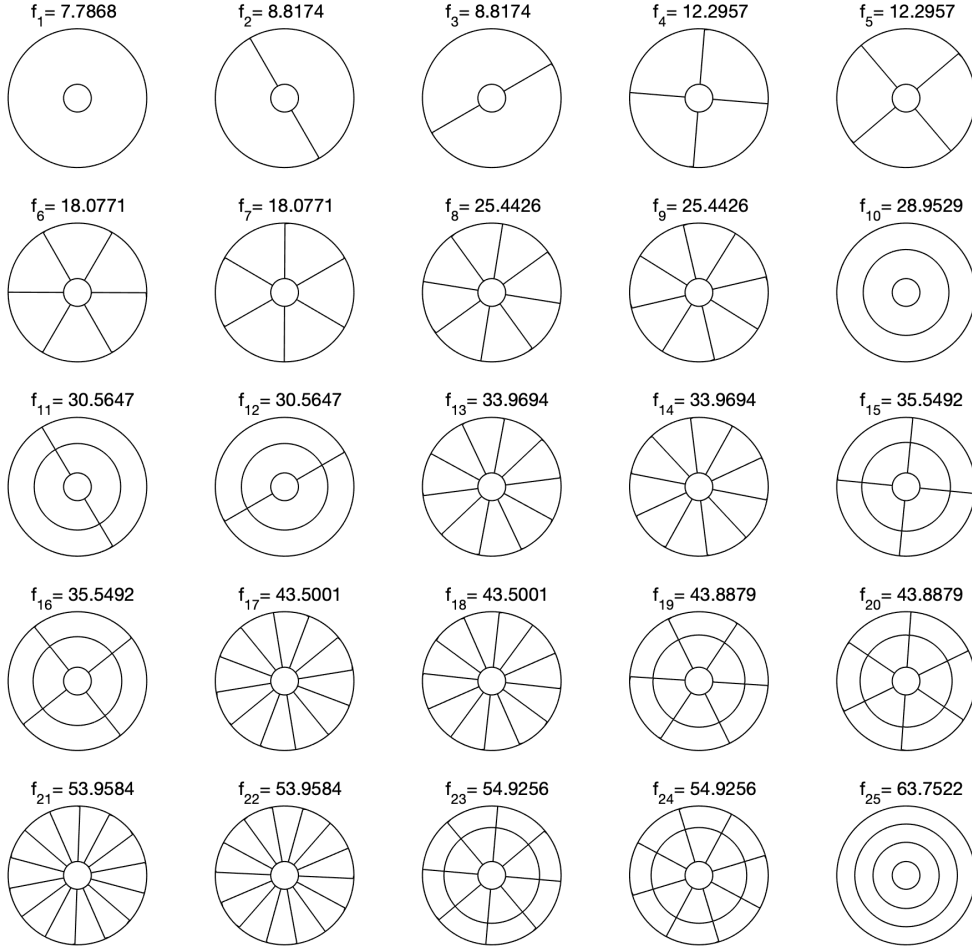 f1= 7.7868 f2= 8.8174 f3= 8.8174 f4= 12.2957 f5= 12.2957
f6= 18.0771 f7= 18.0771 f8= 25.4426 f9= 25.4426 f10= 28.9529
f11= 30.5647 f12= 30.5647 f13= 33.9694 f14= 33.9694 f15= 35.5492
f16= 35.5492 f17= 43.5001 f18= 43.5001 f19= 43.8879 f20= 43.8879
f21= 53.9584 f22= 53.9584 f23= 54.9256 f24= 54.9256 f25= 63.7522